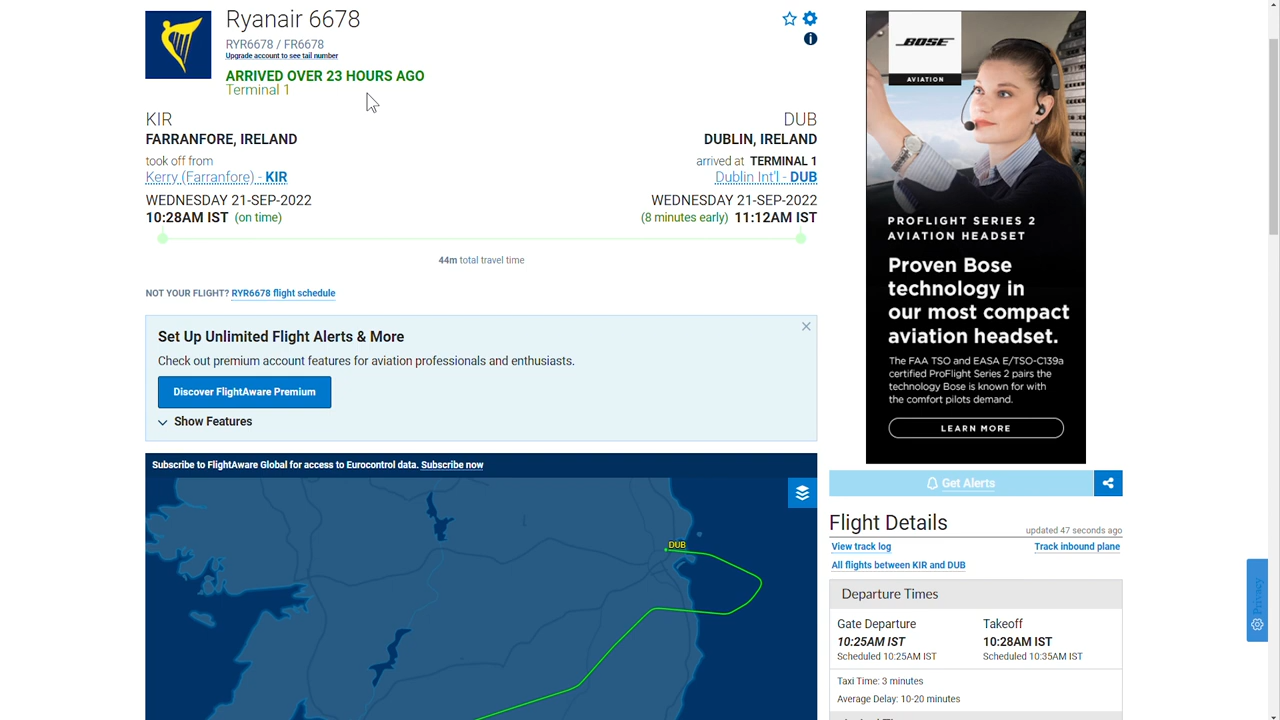 Ryanair 6678
RYR6678 / FR6678
Upgrade account to see tail number
ARRIVED OVER 23 HOURS AGO
Terminal 1
KIR
DUB
FARRANFORE, IRELAND
DUBLIN, IRELAND
took off from
arrived at TERMINAL 1
Kerry (Farranfore) - KIR
Dublin Int'l - DUB
WEDNESDAY 21-SEP-2022
WEDNESDAY 21-SEP-2022
10:28AM IST (on time)
(8 minutes early) 11:12AM IST
44m total travel time
NOT YOUR FLIGHT? RYR6678 flight schedule
Set Up Unlimited Flight Alerts & More
Check out premium account features for aviation professionals and enthusiasts.
Discover FlightAware Premium
Show Features
Subscribe to FlightAware Global for access to Eurocontrol data. Subscribe now
DUB
BOSE
AVIATION
PROFLIGHT SERIES 2
AVIATION HEADSET
Proven Bose
technology in
our most compact
aviation headset.
The FAA TSO and EASA E/TSO-C139a
certified ProFlight Series 2 pairs the
technology Bose is known for with
the comfort pilots demand.
LEARN MORE
Get Alerts
Flight Details
updated 47 seconds ago
View track log
Track inbound plane
All flights between KIR and DUB
Departure Times
Gate Departure
Takeoff
10:25AM IST
10:28AM IST
Scheduled 10:25AM IST
Scheduled 10:35AM IST
Taxi Time: 3 minutes
Average Delay: 10-20 minutes
Privacy